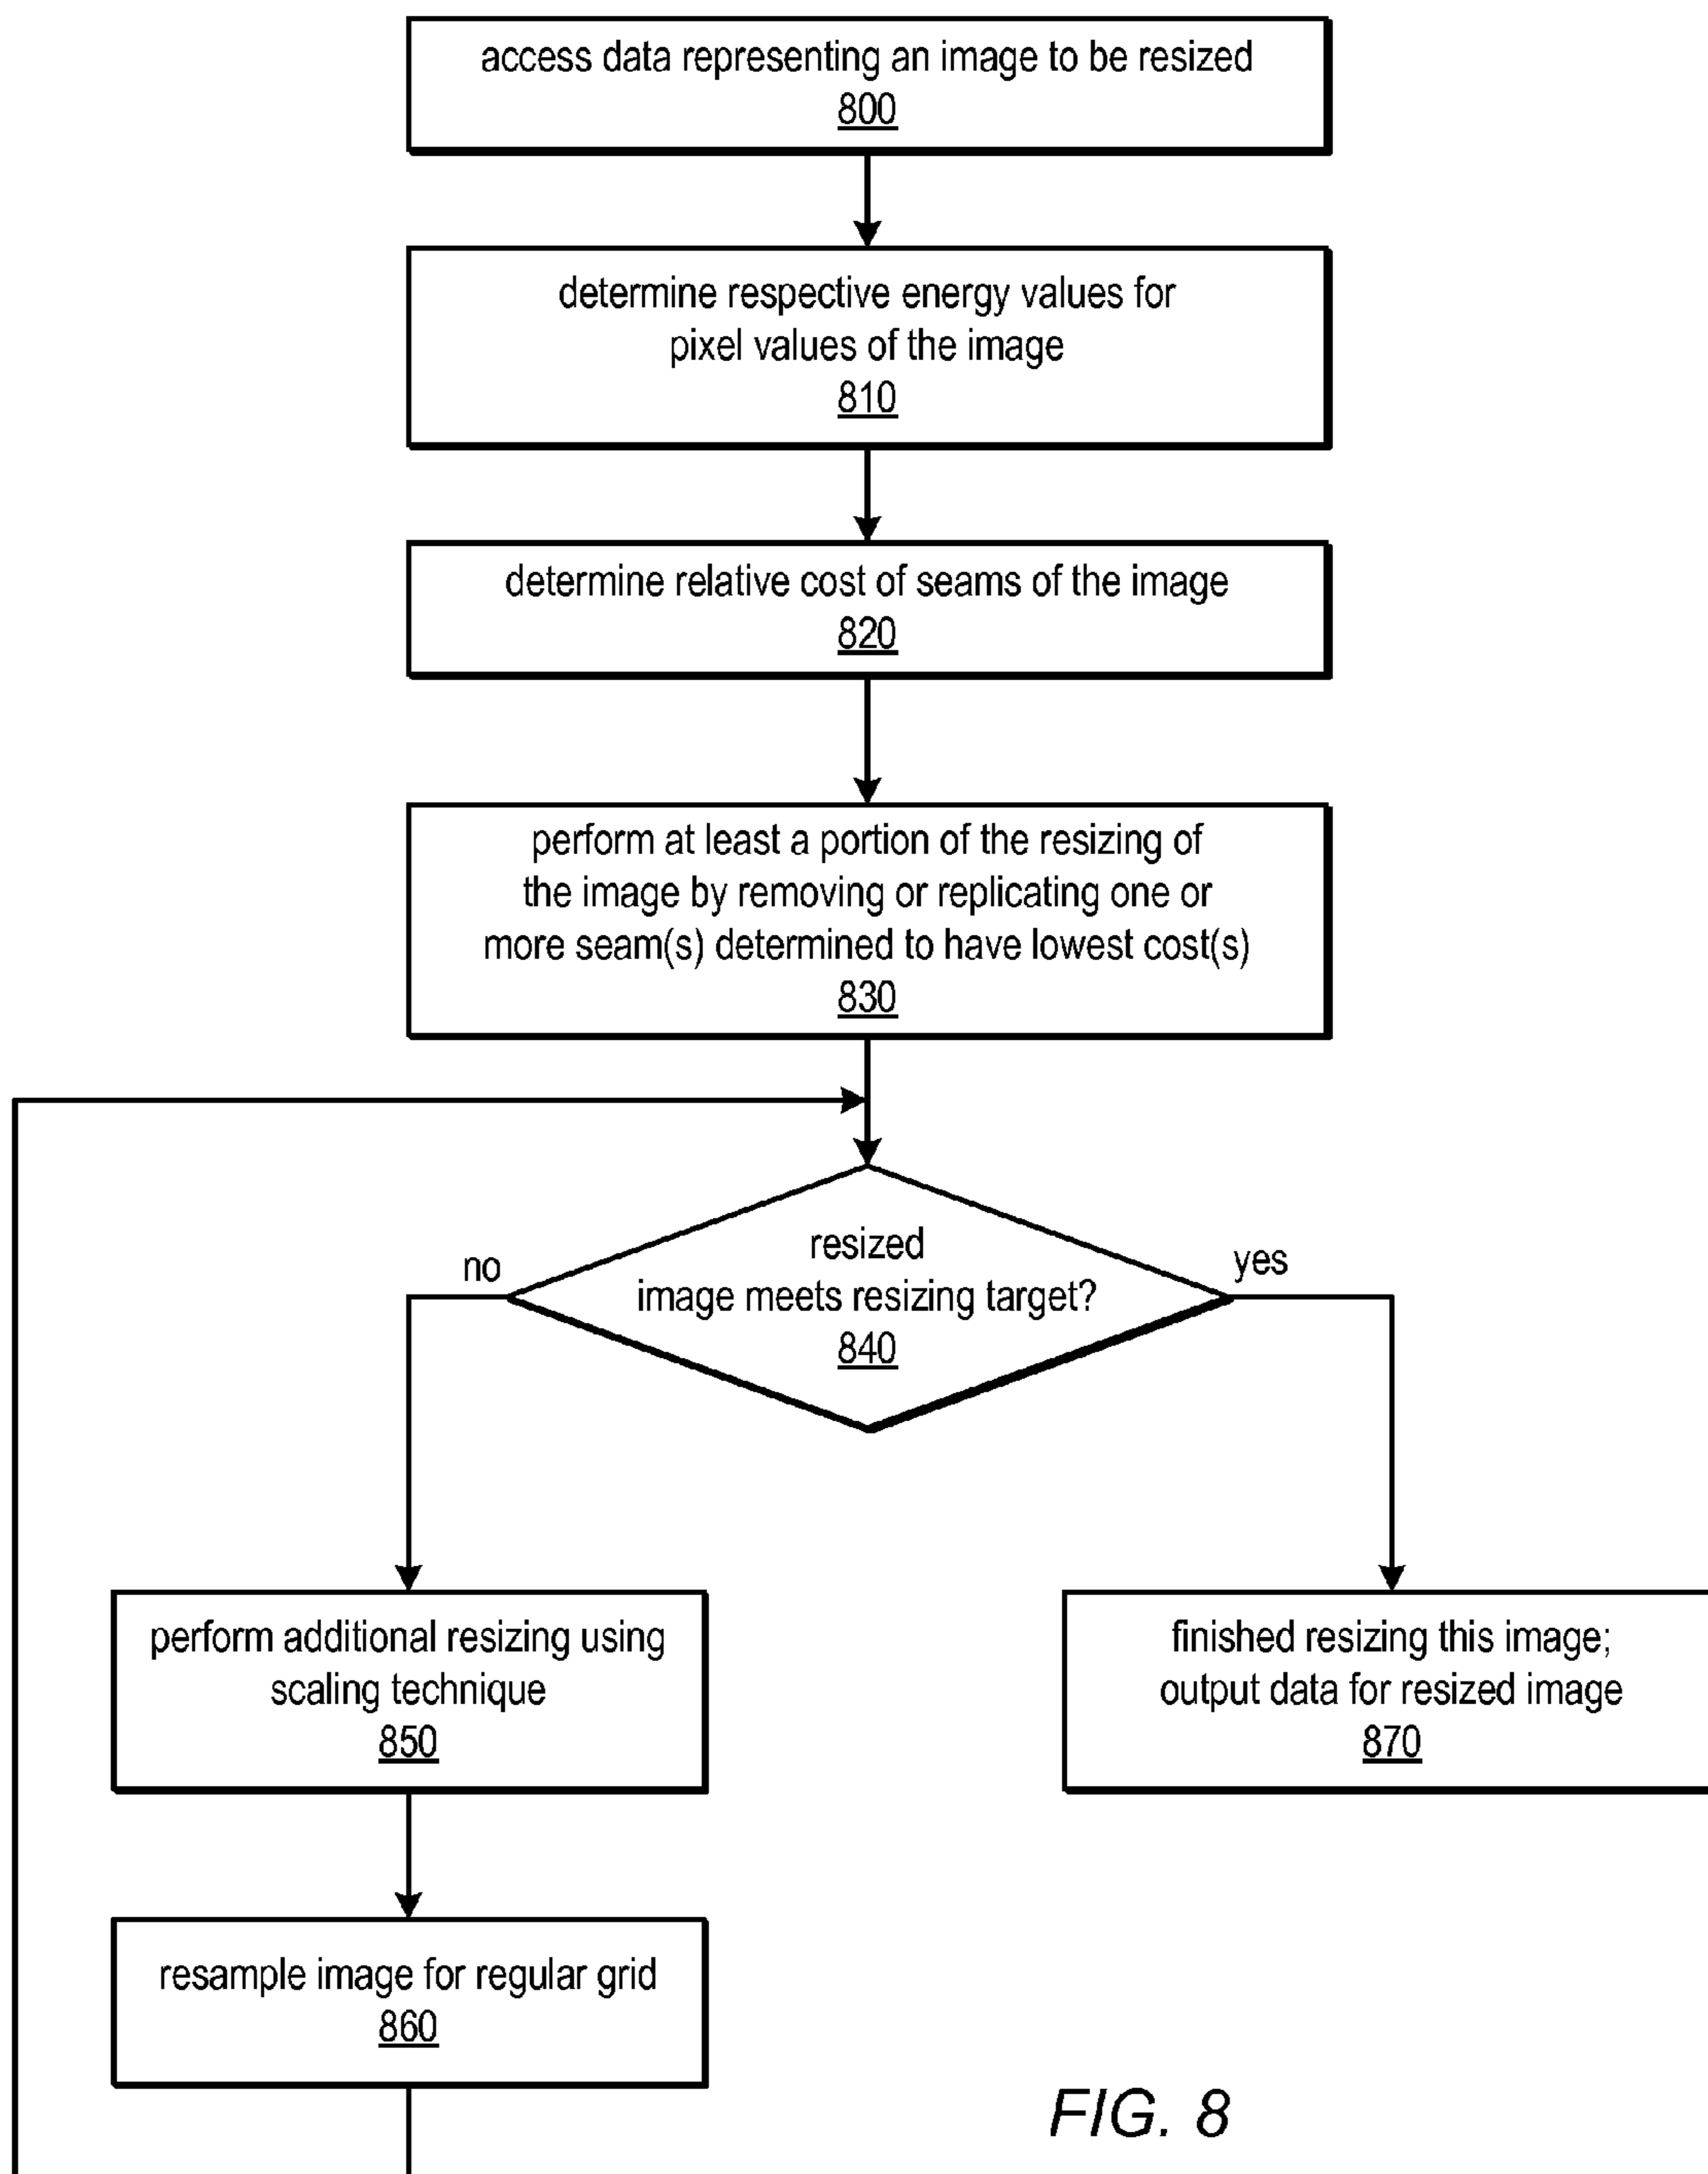 access data representing an image to be resized
800
determine respective energy values for
pixel values of the image
810
determine relative cost of seams of the image
820
perform at least a portion of the resizing of
the image by removing or replicating one or
more seam(s) determined to have lowest cost(s)
830
resized
image meets resizing target?
840
no
yes
perform additional resizing using
scaling technique
850
finished resizing this image;
output data for resized image
870
resample image for regular grid
860
FIG. 8